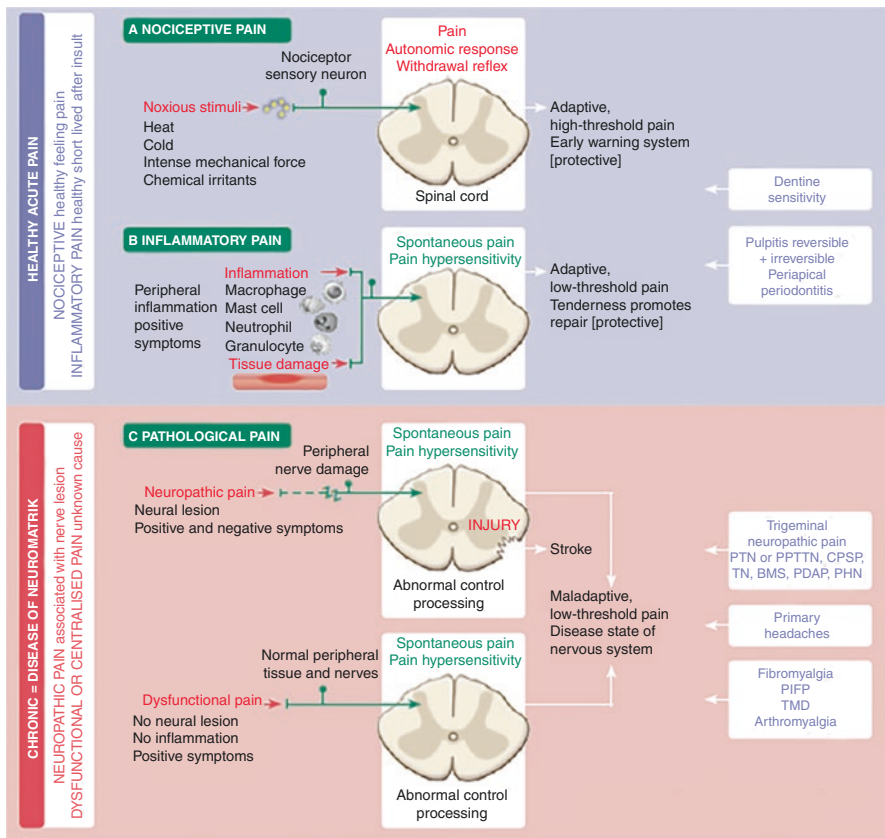 HEALTHY ACUTE PAIN
NOCICEPTIVE healthy feeling pain
INFLAMMATORY PAIN healthy short lived after insult
A NOCICEPTIVE PAIN
Nociceptor
sensory neuron
Noxious stimuli
Heat
Cold
Intense mechanical force
Chemical irritants
Pain
Autonomic response
Withdrawal reflex
Spinal cord
Adaptive,
high-threshold pain
Early warning system
[protective]
Dentine
sensitivity
B INFLAMMATORY PAIN
Peripheral
inflammation
positive
symptoms
Inflammation
Macrophage
Mast cell
Neutrophil
Granulocyte
Tissue damage
Spontaneous pain
Pain hypersensitivity
Adaptive,
low-threshold pain
Tenderness promotes
repair [protective]
Pulpitis reversible
+ irreversible
Periapical
periodontitis
CHRONIC = DISEASE OF NEUROMATRIK
NEUROPATHIC PAIN associated with nerve lesion
DYSFUNCTIONAL OR CENTRALISED PAIN unknown cause
C PATHOLOGICAL PAIN
Peripheral
nerve damage
Neuropathic pain
Neural lesion
Positive and negative symptoms
Spontaneous pain
Pain hypersensitivity
INJURY
Abnormal control
processing
Stroke
Maladaptive,
low-threshold pain
Disease state of
nervous system
Trigeminal
neuropathic pain
PTN or PPTTN, CPSP,
TN, BMS, PDAP, PHN
Primary
headaches
Normal peripheral
tissue and nerves
Dysfunctional pain
No neural lesion
No inflammation
Positive symptoms
Spontaneous pain
Pain hypersensitivity
Abnormal control
processing
Fibromyalgia
PIFP
TMD
Arthromyalgia